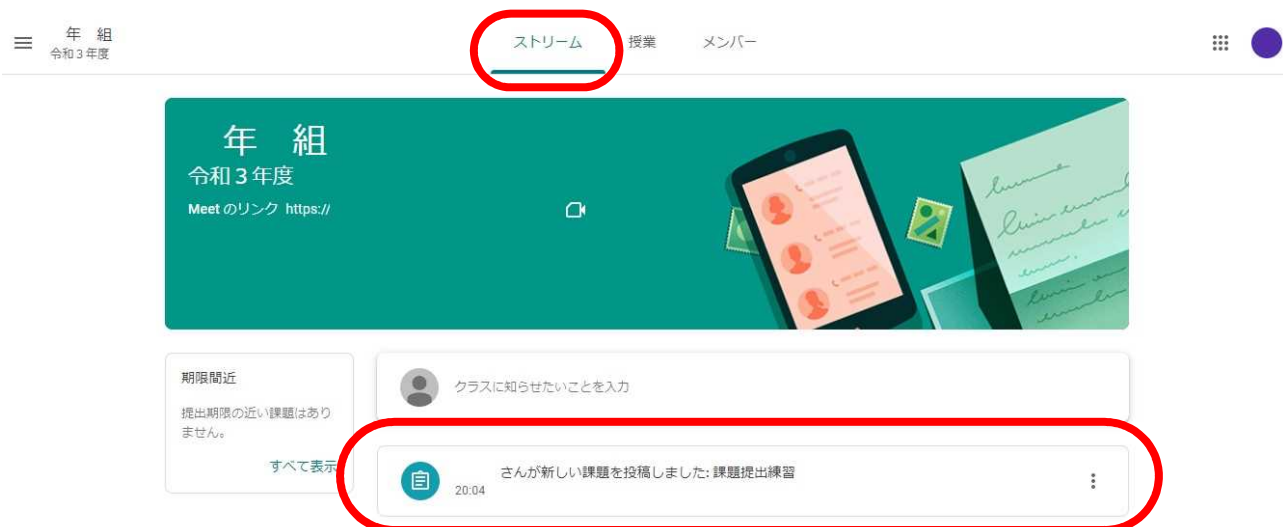 年 組
令和3年度
ストリーム 授業 メンバー
年 組
令和3年度
Meet のリンク https://
期限間近
提出期限の近い課題はあり
ません。
すべて表示
クラスに知らせたいことを入力
さんが新しい課題を投稿しました: 課題提出練習
20:04